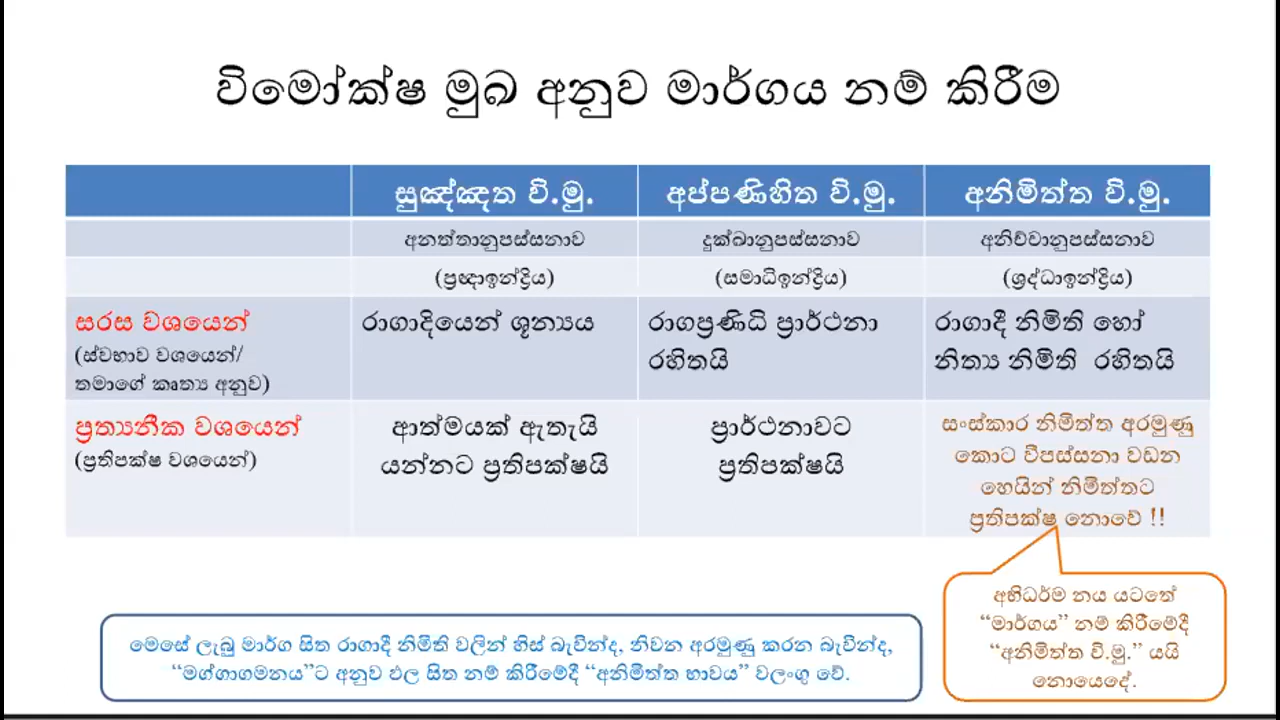 විමෝක්ෂ මුඛ අනුව මාර්ගය නම් කිරීම
සුඤ්ඤත වි.මු. අප්පණිහිත වි.මු. අනිමිත්ත වි.මු.
අනත්තානුපස්සනාව දුක්ඛානුපස්සනාව අනිච්චානුපස්සනාව
(ප්‍රඥාඉන්ද්‍රිය) (සමාධිඉන්ද්‍රිය) (ශ්‍රද්ධාඉන්ද්‍රිය)
සරස වශයෙන්
(ස්වභාව වශයෙන්/
තමාගේ කෘත්‍ය අනුව)
රාගාදියෙන් ශූන්‍යය
රාගප්‍රණිධි ප්‍රාර්ථනා
රහිතයි
රාගාදී නිමිති හෝ
නිත්‍ය නිමිති රහිතයි
ප්‍රත්‍යනීක වශයෙන්
(ප්‍රතිපක්ෂ වශයෙන්)
ආත්මයක් ඇතැයි
යන්නට ප්‍රතිපක්ෂයි
ප්‍රාර්ථනාවට
ප්‍රතිපක්ෂයි
සංස්කාර නිමිත්ත අරමුණු
කොට විපස්සනා වඩන
හෙයින් නිමිත්තට
ප්‍රතිපක්ෂ නොවේ !!
මෙසේ ලැබු මාර්ග සිත රාගාදී නිමිති වලින් හිස් බැවින්ද, නිවන අරමුණු කරන බැවින්ද,
“මග්ගාගමනය”ට අනුව ඵල සිත නම් කිරීමේදී “අනිමිත්ත භාවය” වලංගු වේ.
අභිධර්ම නය යටතේ
“මාර්ගය” නම් කිරීමේදී
“අනිමිත්ත වි.මු.” යයි
නොයෙදේ.